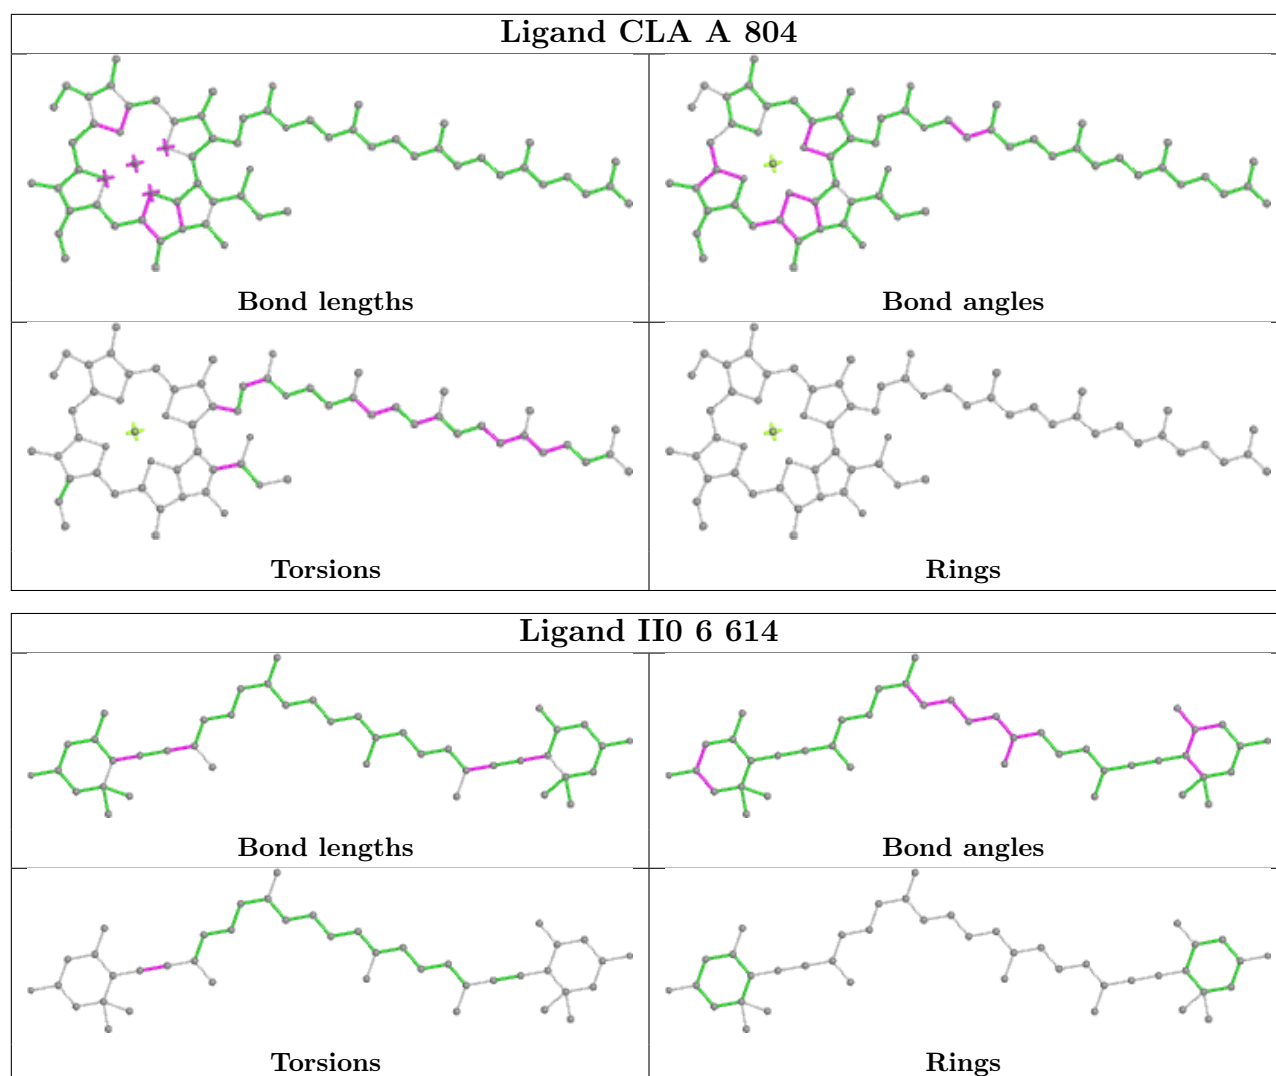 Ligand CLA A 804
Bond lengths
Bond angles
Torsions
Rings
Ligand II0 6 614
Bond lengths
Bond angles
Torsions
Rings